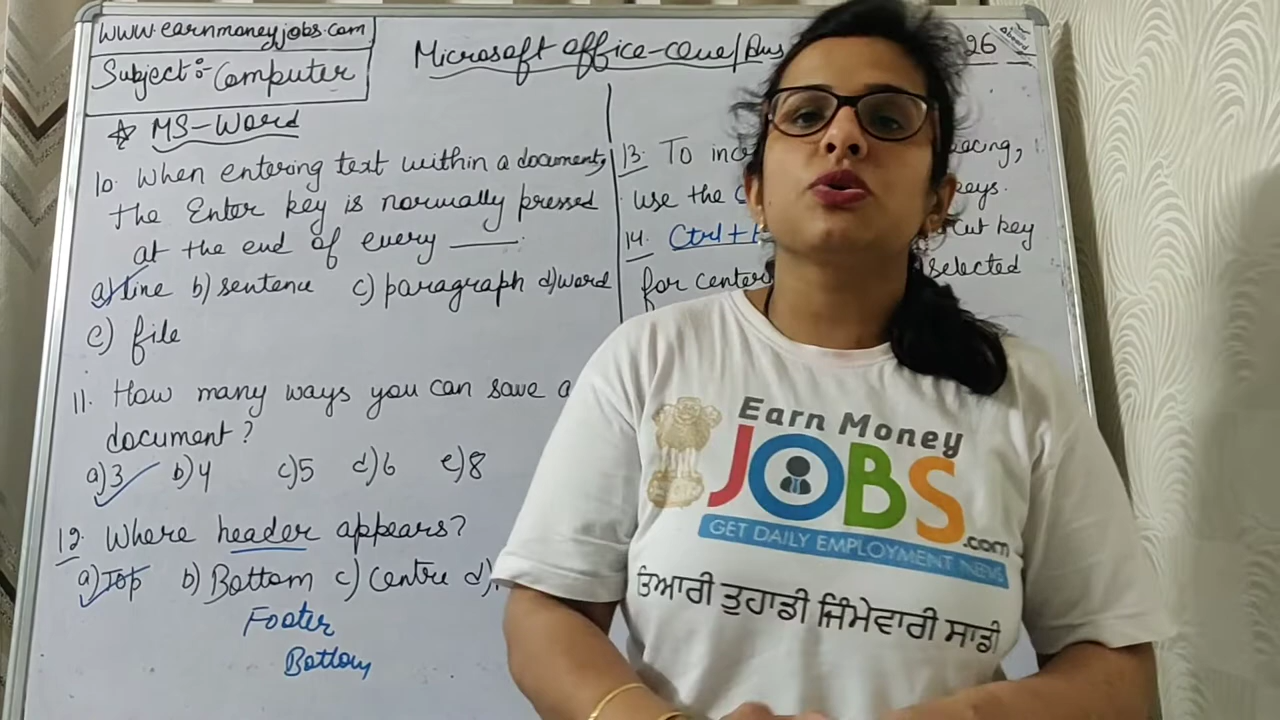 www.earnmoneyjobs.com
Subject:- Computer
Microsoft office-
26
☆ MS-Word
10. When entering text within a document,
the Enter key is normally pressed
at the end of every ____.
a) Line b) sentence c) paragraph d) word
e) file
11. How many ways you can save a
document?
a) 3 b) 4 c) 5 d) 6 e) 8
12. Where header appears?
a) Top b) Bottom c) Centre d)
Footer
Bottom
13. To
use the keys.
14. Ctrl+ cut key
for center selected
Earn Money
JOBS
.com
GET DAILY EMPLOYMENT NEWS
ਤਿਆਰੀ ਤੁਹਾਡੀ ਜਿੰਮੇਵਾਰੀ ਸਾਡੀ